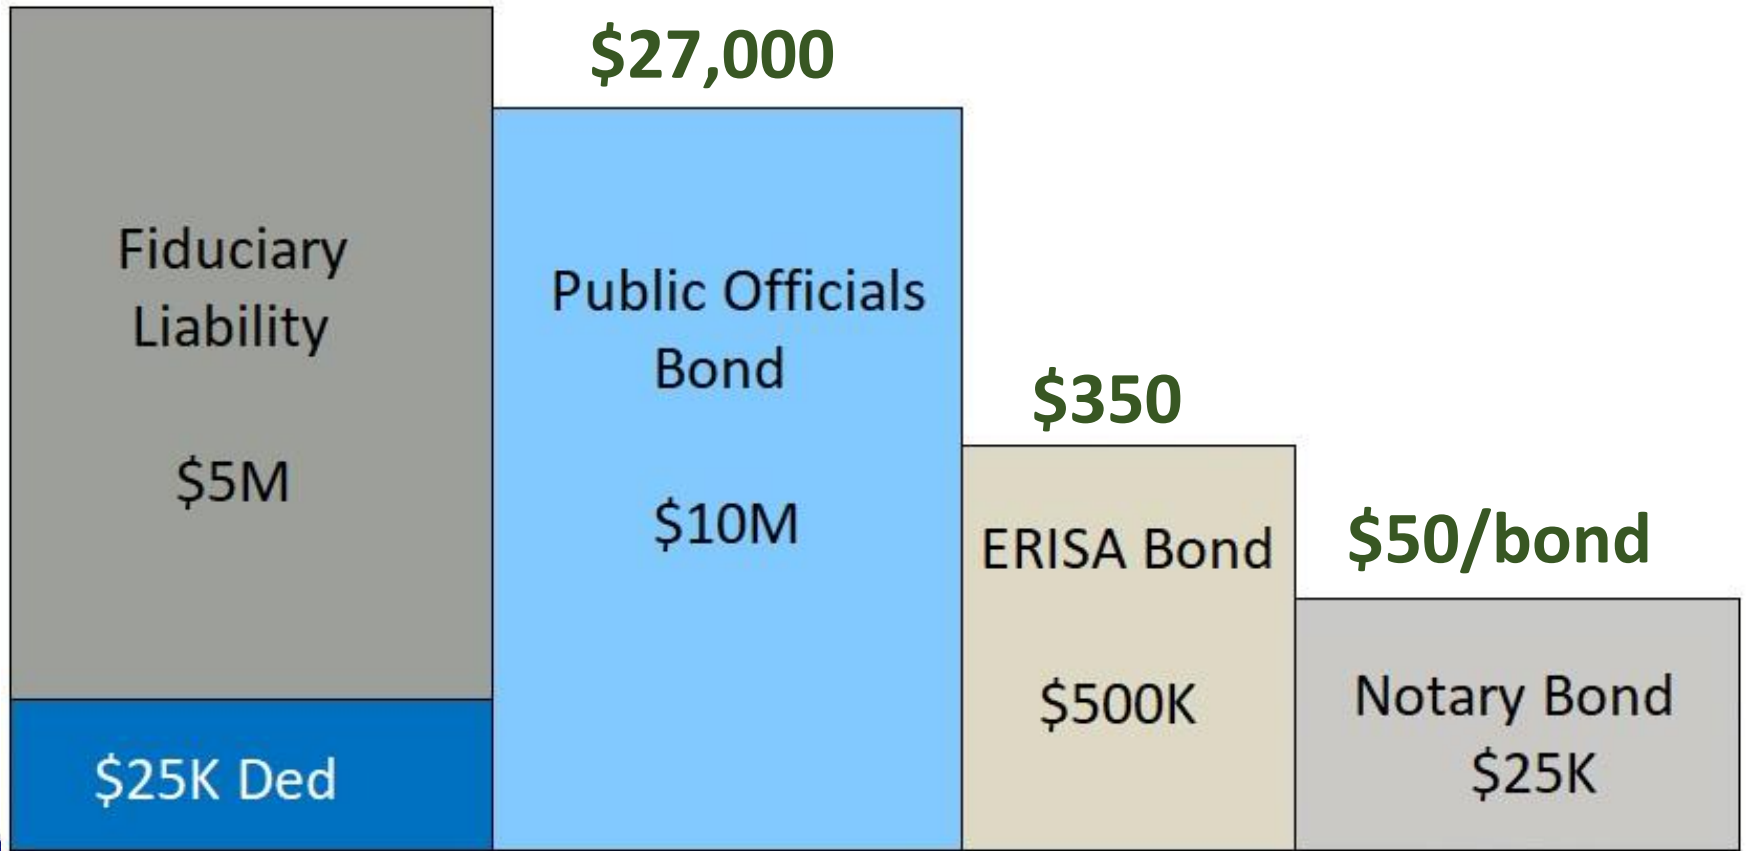 Fiduciary
Liability
$5M
$25K Ded
$27,000
Public Officials
Bond
$10M
$350
ERISA Bond
$500K
$50/bond
Notary Bond
$25K